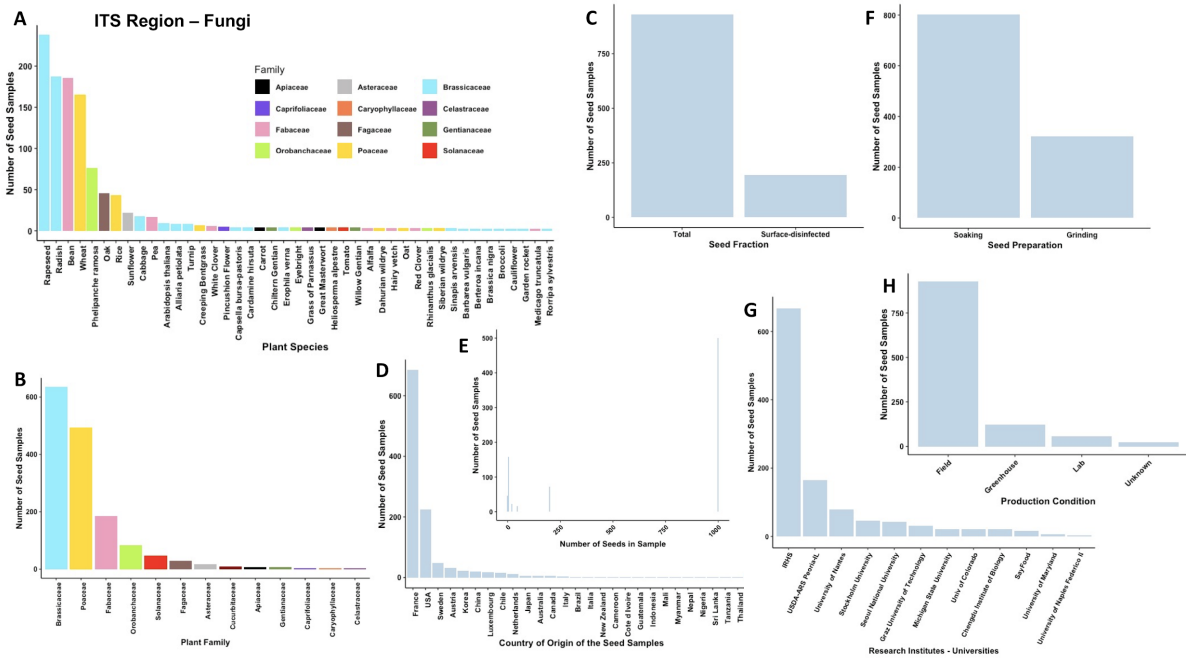 A
ITS Region – Fungi
Number of Seed Samples
200
150
100
50
0
Family
Apiaceae
Asteraceae
Brassicaceae
Caprifoliaceae
Caryophyllaceae
Celastraceae
Fabaceae
Fagaceae
Gentianaceae
Orobanchaceae
Poaceae
Solanaceae
Rapeseed
Radish
Bean
Wheat
Phelipanche ramosa
Oak
Rice
Sunflower
Cabbage
Pea
Arabidopsis thaliana
Alliaria petiolata
Turnip
Creeping Bentgrass
White Clover
Pincushion Flower
Capsella bursa-pastoris
Cardamine hirsuta
Carrot
Chiltern Gentian
Erophila verna
Eyebright
Grass of Parnassus
Great Masterwort
Heliosperma alpestre
Tomato
Willow Gentian
Alfalfa
Dahurian wildrye
Hairy vetch
Oat
Red Clover
Rhinanthus glacialis
Siberian wildrye
Sinapis arvensis
Barbarea vulgaris
Berteroa incana
Brassica nigra
Broccoli
Cauliflower
Garden rocket
Medicago truncatula
Rorripa sylvestris
Plant Species
B
Number of Seed Samples
600
400
200
0
Brassicaceae
Poaceae
Fabaceae
Orobanchaceae
Solanaceae
Fagaceae
Asteraceae
Cucurbitaceae
Apiaceae
Gentianaceae
Caprifoliaceae
Caryophyllaceae
Celastraceae
Plant Family
C
Number of Seed Samples
750
500
250
0
Total
Surface-disinfected
Seed Fraction
D
Number of Seed Samples
600
400
200
0
France
USA
Sweden
Austria
Korea
China
Luxembourg
Chile
Netherlands
Japan
Australia
Canada
Italy
Brazil
Italia
New Zealand
Cameroon
Cote dIvoire
Guatemala
Indonesia
Mali
Myanmar
Nepal
Nigeria
Sri Lanka
Tanzania
Thailand
Country of Origin of the Seed Samples
E
Number of Seed Samples
500
400
300
200
100
0
0
250
500
750
1000
Number of Seeds in Sample
F
Number of Seed Samples
800
600
400
200
0
Soaking
Grinding
Seed Preparation
G
Number of Seed Samples
600
400
200
0
IRHS
USDA-ARS Peoria-IL
University of Nantes
Stockholm University
Seoul National University
Graz University of Technology
Michigan State University
Univ of Colorado
Chengdu Institute of Biology
SayFood
University of Maryland
University of Naples Federico II
Research Institutes - Universities
H
Number of Seed Samples
750
500
250
0
Field
Greenhouse
Lab
Unknown
Production Condition